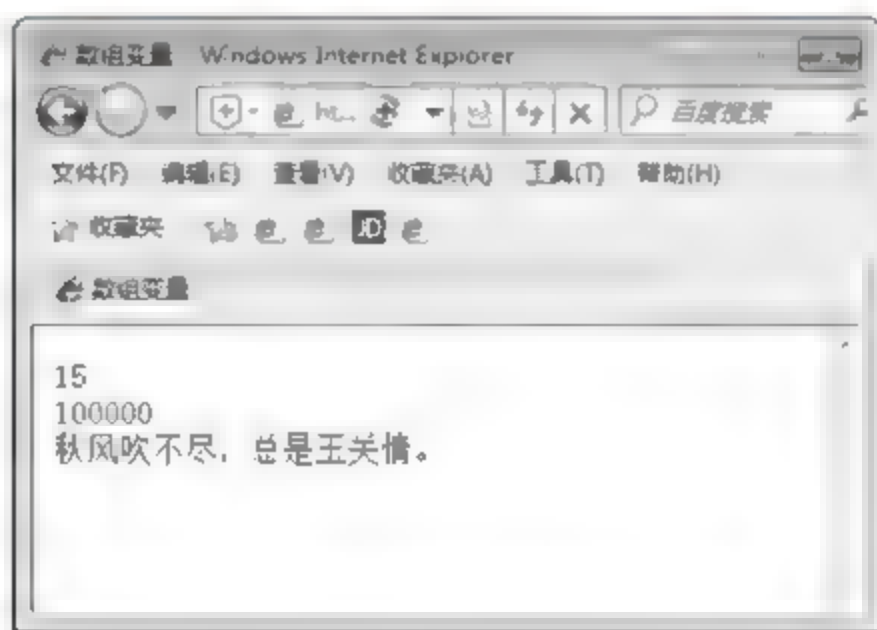 数组变量 Windows Internet Explorer
ht... 百度搜索
文件(F) 编辑(E) 查看(V) 收藏夹(A) 工具(T) 帮助(H)
收藏夹 JD
数组变量
15
100000
秋风吹不尽，总是玉关情。